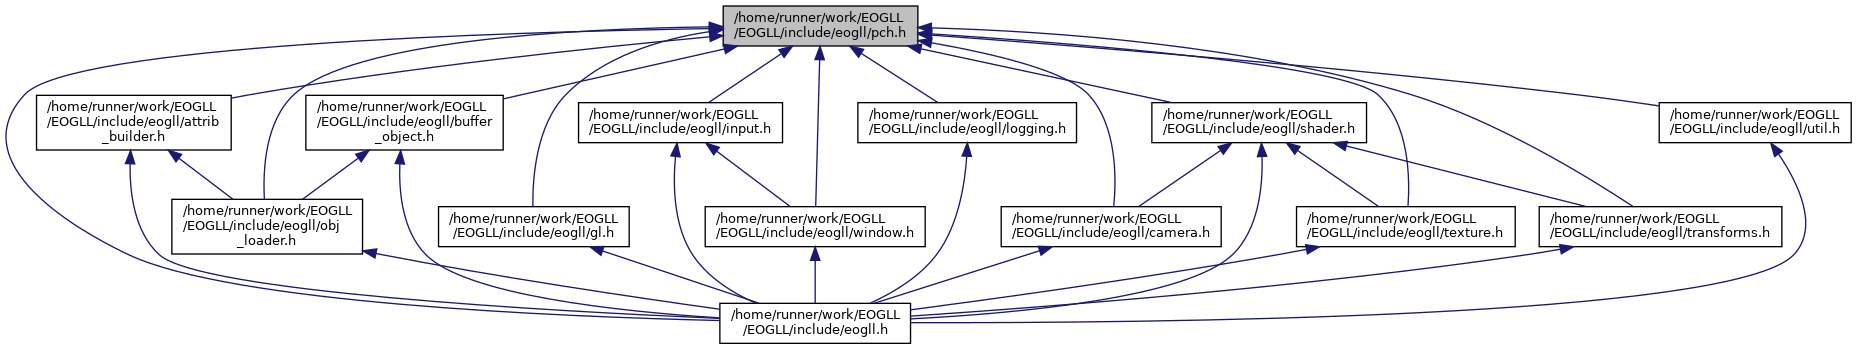 /home/runner/work/EOGLL
/EOGLL/include/eogll/pch.h
/home/runner/work/EOGLL
/EOGLL/include/eogll/attrib
_builder.h
/home/runner/work/EOGLL
/EOGLL/include/eogll/buffer
_object.h
/home/runner/work/EOGLL
/EOGLL/include/eogll/input.h
/home/runner/work/EOGLL
/EOGLL/include/eogll/logging.h
/home/runner/work/EOGLL
/EOGLL/include/eogll/shader.h
/home/runner/work/EOGLL
/EOGLL/include/eogll/util.h
/home/runner/work/EOGLL
/EOGLL/include/eogll/obj
_loader.h
/home/runner/work/EOGLL
/EOGLL/include/eogll/gl.h
/home/runner/work/EOGLL
/EOGLL/include/eogll/window.h
/home/runner/work/EOGLL
/EOGLL/include/eogll/camera.h
/home/runner/work/EOGLL
/EOGLL/include/eogll/texture.h
/home/runner/work/EOGLL
/EOGLL/include/eogll/transforms.h
/home/runner/work/EOGLL
/EOGLL/include/eogll.h